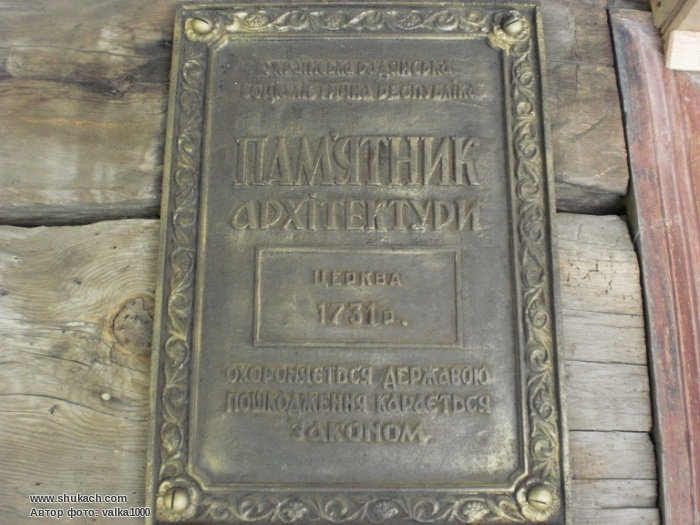 Українська радянська
соціалістична республіка
ПАМ'ЯТНИК
АРХІТЕКТУРИ
ЦЕРКВА
1731 р.
ОХОРОНЯЄТЬСЯ ДЕРЖАВОЮ
ПОШКОДЖЕННЯ КАРАЄТЬСЯ
ЗАКОНОМ
www.shukach.com
Автор фото: valka1000